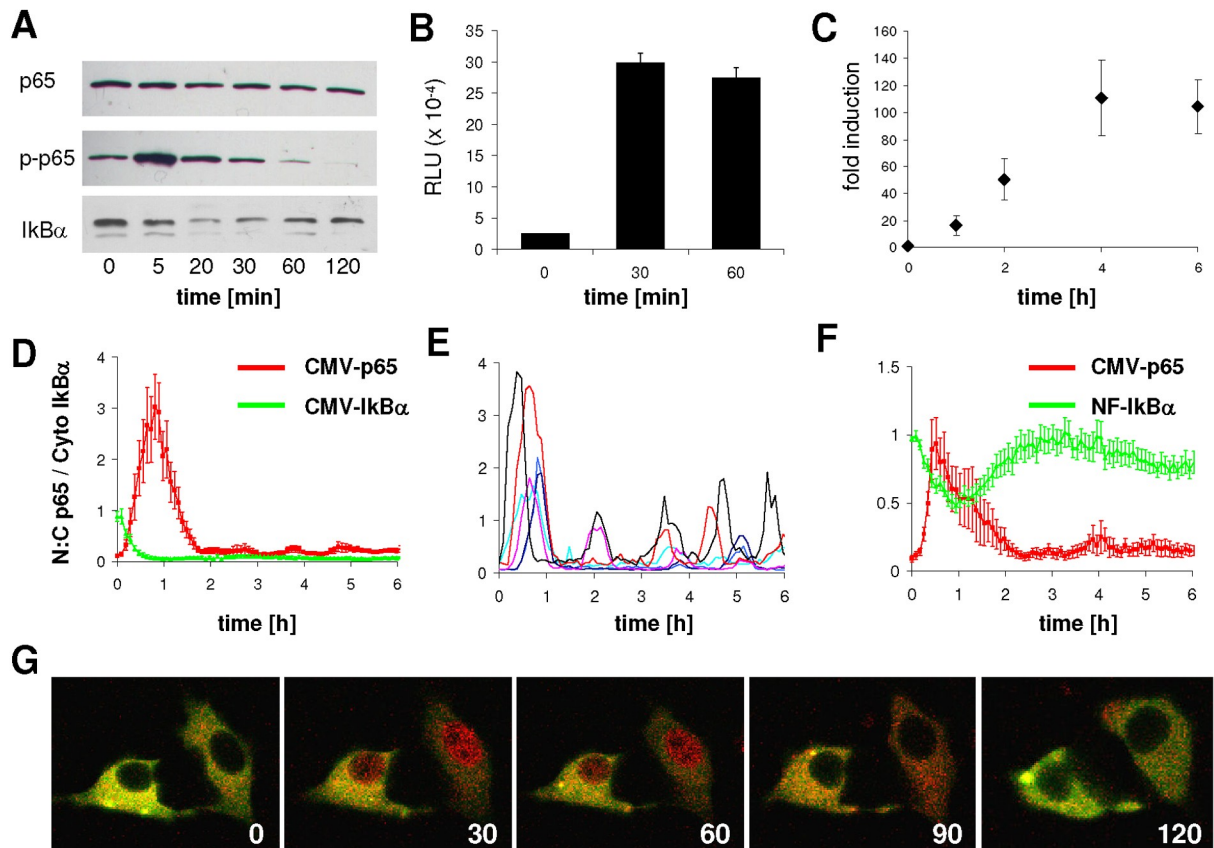 A
p65
p-p65
IkBα
0 5 20 30 60 120
time [min]
B
RLU (x 10⁻⁴)
35
30
25
20
15
10
5
0
0 30 60
time [min]
C
fold induction
160
140
120
100
80
60
40
20
0
0 2 4 6
time [h]
D
N:C p65 / Cyto IkBα
CMV-p65
CMV-IkBα
4
3
2
1
0
0 1 2 3 4 5 6
time [h]
E
4
3
2
1
0
0 1 2 3 4 5 6
time [h]
F
CMV-p65
NF-IkBα
1
0.5
0
0 1 2 3 4 5 6
time [h]
G
0 30 60 90 120